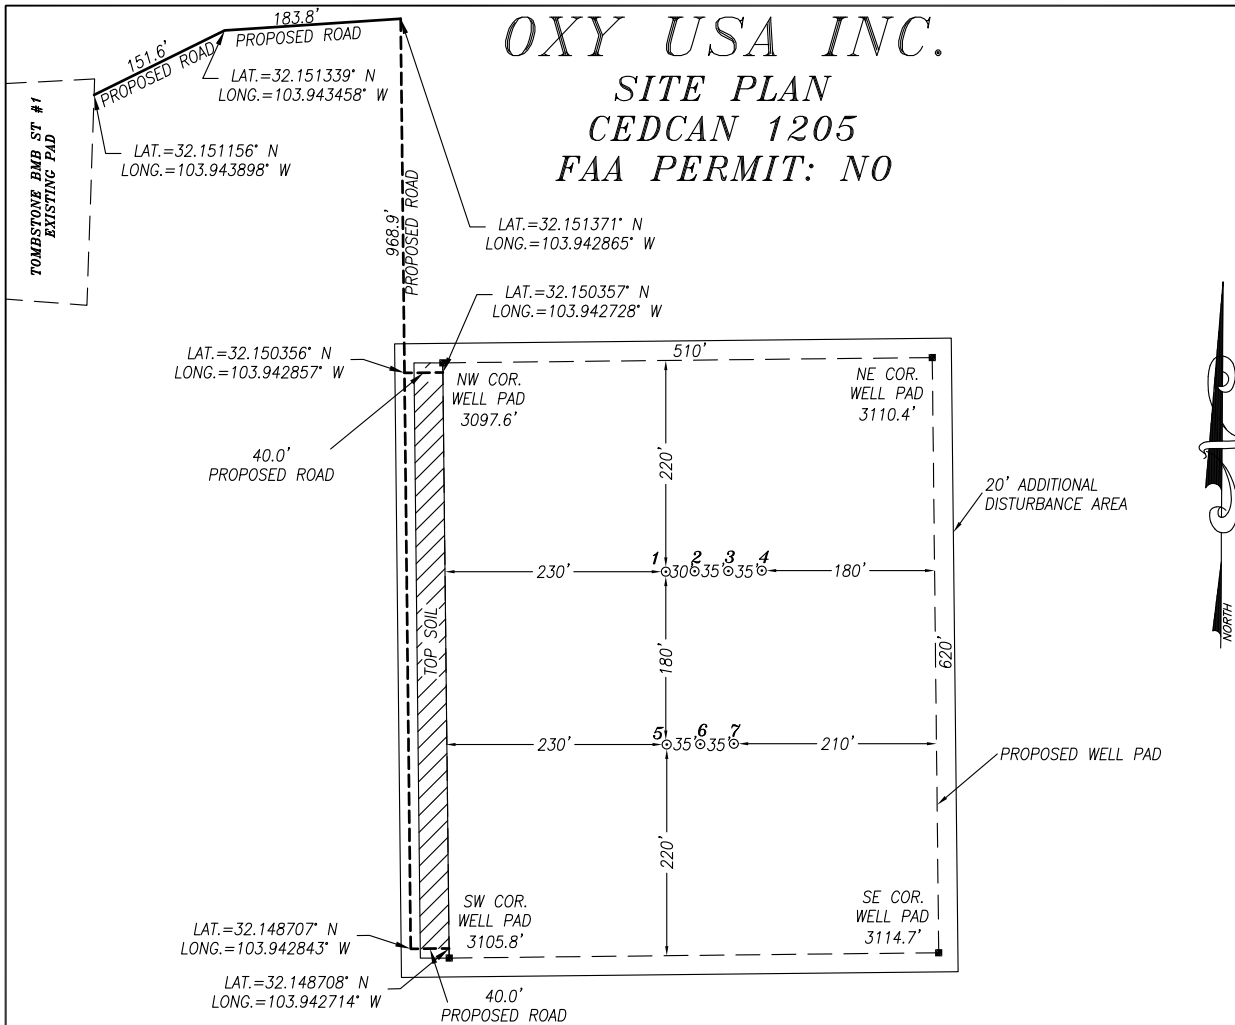 OXY USA INC.
SITE PLAN
CEDCAN 1205
FAA PERMIT: NO
183.8'
PROPOSED ROAD
151.6'
PROPOSED ROAD
LAT.=32.151339° N
LONG.=103.943458° W
TOMBSTONE BMB ST #1
EXISTING PAD
LAT.=32.151156° N
LONG.=103.943898° W
968.9'
PROPOSED ROAD
LAT.=32.151371° N
LONG.=103.942865° W
LAT.=32.150357° N
LONG.=103.942728° W
LAT.=32.150356° N
LONG.=103.942857° W
510'
NW COR.
WELL PAD
3097.6'
NE COR.
WELL PAD
3110.4'
40.0'
PROPOSED ROAD
220'
20' ADDITIONAL
DISTURBANCE AREA
1 2 3 4
230' 30' 35' 35' 180'
TOP SOIL
180'
620'
NORTH
5 6 7
230' 35' 35' 210'
PROPOSED WELL PAD
220'
SW COR.
WELL PAD
3105.8'
SE COR.
WELL PAD
3114.7'
LAT.=32.148707° N
LONG.=103.942843° W
LAT.=32.148708° N
LONG.=103.942714° W
40.0'
PROPOSED ROAD